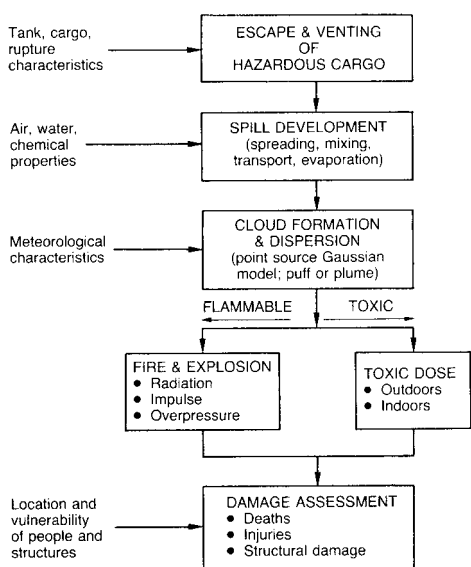 Tank, cargo,
rupture
characteristics
ESCAPE & VENTING
OF
HAZARDOUS CARGO
Air, water,
chemical
properties
SPILL DEVELOPMENT
(spreading, mixing,
transport, evaporation)
Meteorological
characteristics
CLOUD FORMATION
& DISPERSION
(point source Gaussian
model; puff or plume)
FLAMMABLE
TOXIC
FIRE & EXPLOSION
● Radiation
● Impulse
● Overpressure
TOXIC DOSE
● Outdoors
● Indoors
Location and
vulnerability
of people and
structures
DAMAGE ASSESSMENT
● Deaths
● Injuries
● Structural damage